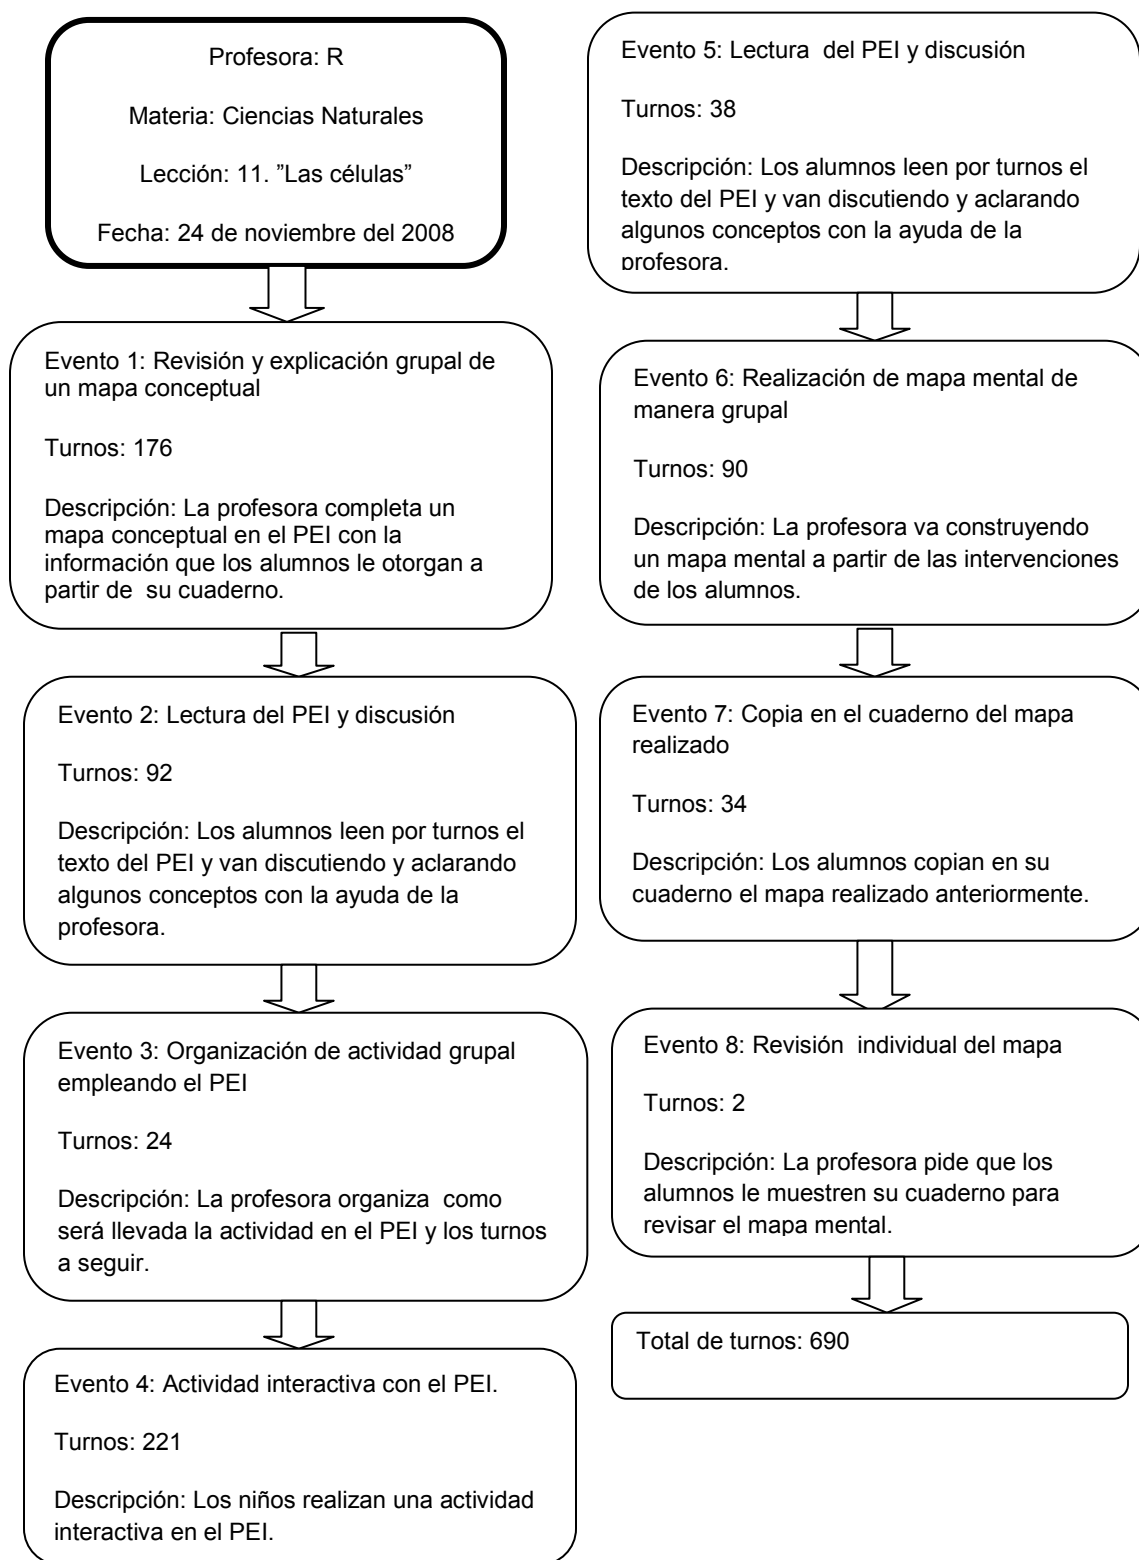 Profesora: R
Materia: Ciencias Naturales
Lección: 11. ”Las células”
Fecha: 24 de noviembre del 2008
Evento 1: Revisión y explicación grupal de
un mapa conceptual
Turnos: 176
Descripción: La profesora completa un
mapa conceptual en el PEI con la
información que los alumnos le otorgan a
partir de su cuaderno.
Evento 2: Lectura del PEI y discusión
Turnos: 92
Descripción: Los alumnos leen por turnos el
texto del PEI y van discutiendo y aclarando
algunos conceptos con la ayuda de la
profesora.
Evento 3: Organización de actividad grupal
empleando el PEI
Turnos: 24
Descripción: La profesora organiza como
será llevada la actividad en el PEI y los turnos
a seguir.
Evento 4: Actividad interactiva con el PEI.
Turnos: 221
Descripción: Los niños realizan una actividad
interactiva en el PEI.
Evento 5: Lectura del PEI y discusión
Turnos: 38
Descripción: Los alumnos leen por turnos el
texto del PEI y van discutiendo y aclarando
algunos conceptos con la ayuda de la
profesora.
Evento 6: Realización de mapa mental de
manera grupal
Turnos: 90
Descripción: La profesora va construyendo
un mapa mental a partir de las intervenciones
de los alumnos.
Evento 7: Copia en el cuaderno del mapa
realizado
Turnos: 34
Descripción: Los alumnos copian en su
cuaderno el mapa realizado anteriormente.
Evento 8: Revisión individual del mapa
Turnos: 2
Descripción: La profesora pide que los
alumnos le muestren su cuaderno para
revisar el mapa mental.
Total de turnos: 690